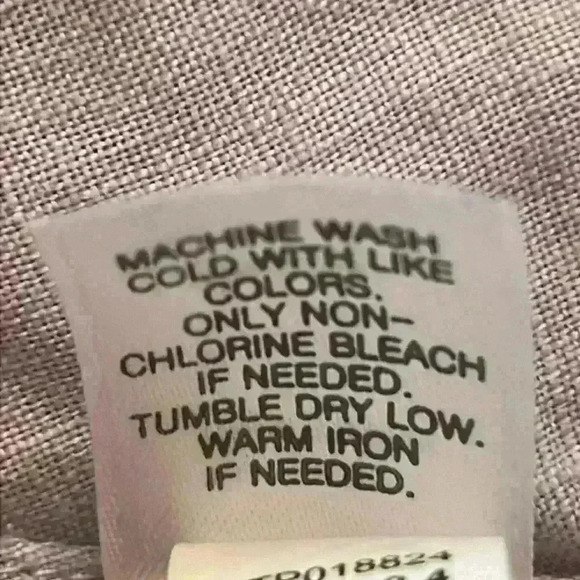 MACHINE WASH
COLD WITH LIKE
COLORS.
ONLY NON-
CHLORINE BLEACH
IF NEEDED.
TUMBLE DRY LOW.
WARM IRON
IF NEEDED.